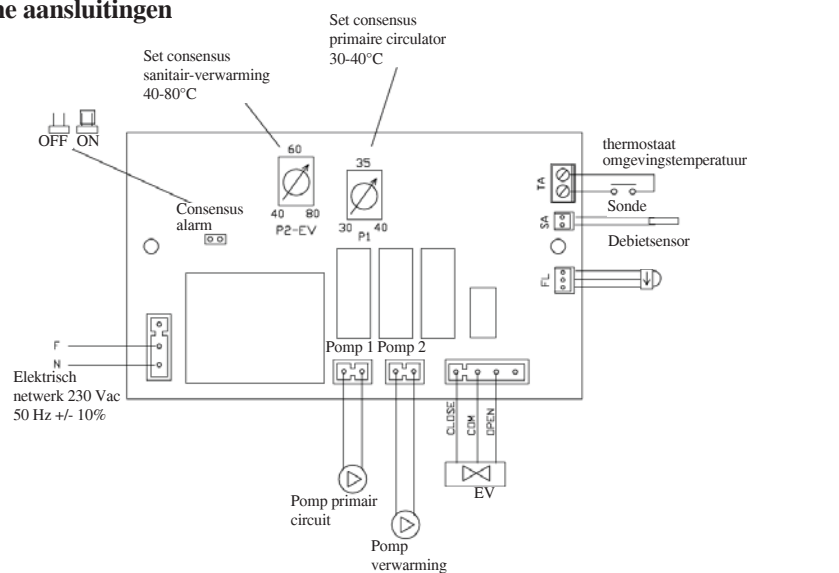 ne aansluitingen
Set consensus
primaire circulator
30-40°C
Set consensus
sanitair-verwarming
40-80°C
OFF ON
60
40 80
P2-EV
35
30 40
P1
Consensus
alarm
thermostaat
omgevingstemperatuur
TA
Sonde
SA
Debietsensor
FL
F
N
Elektrisch
netwerk 230 Vac
50 Hz +/- 10%
Pomp 1 Pomp 2
CLOSE
COM
OPEN
EV
Pomp primair
circuit
Pomp
verwarming